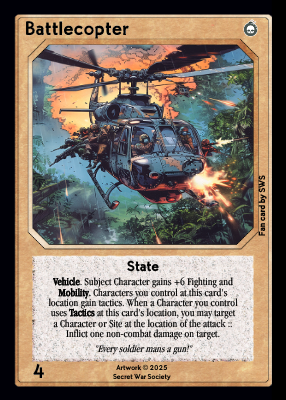 Battlecopter
Fan card by SWS
State
Vehicle. Subject Character gains +6 Fighting and
Mobility. Characters you control at this card's
location gain tactics. When a Character you control
uses Tactics at this card's location, you may target
a Character or Site at the location of the attack ::
Inflict one non-combat damage on target.
"Every soldier mans a gun!"
4
Artwork © 2025
Secret War Society